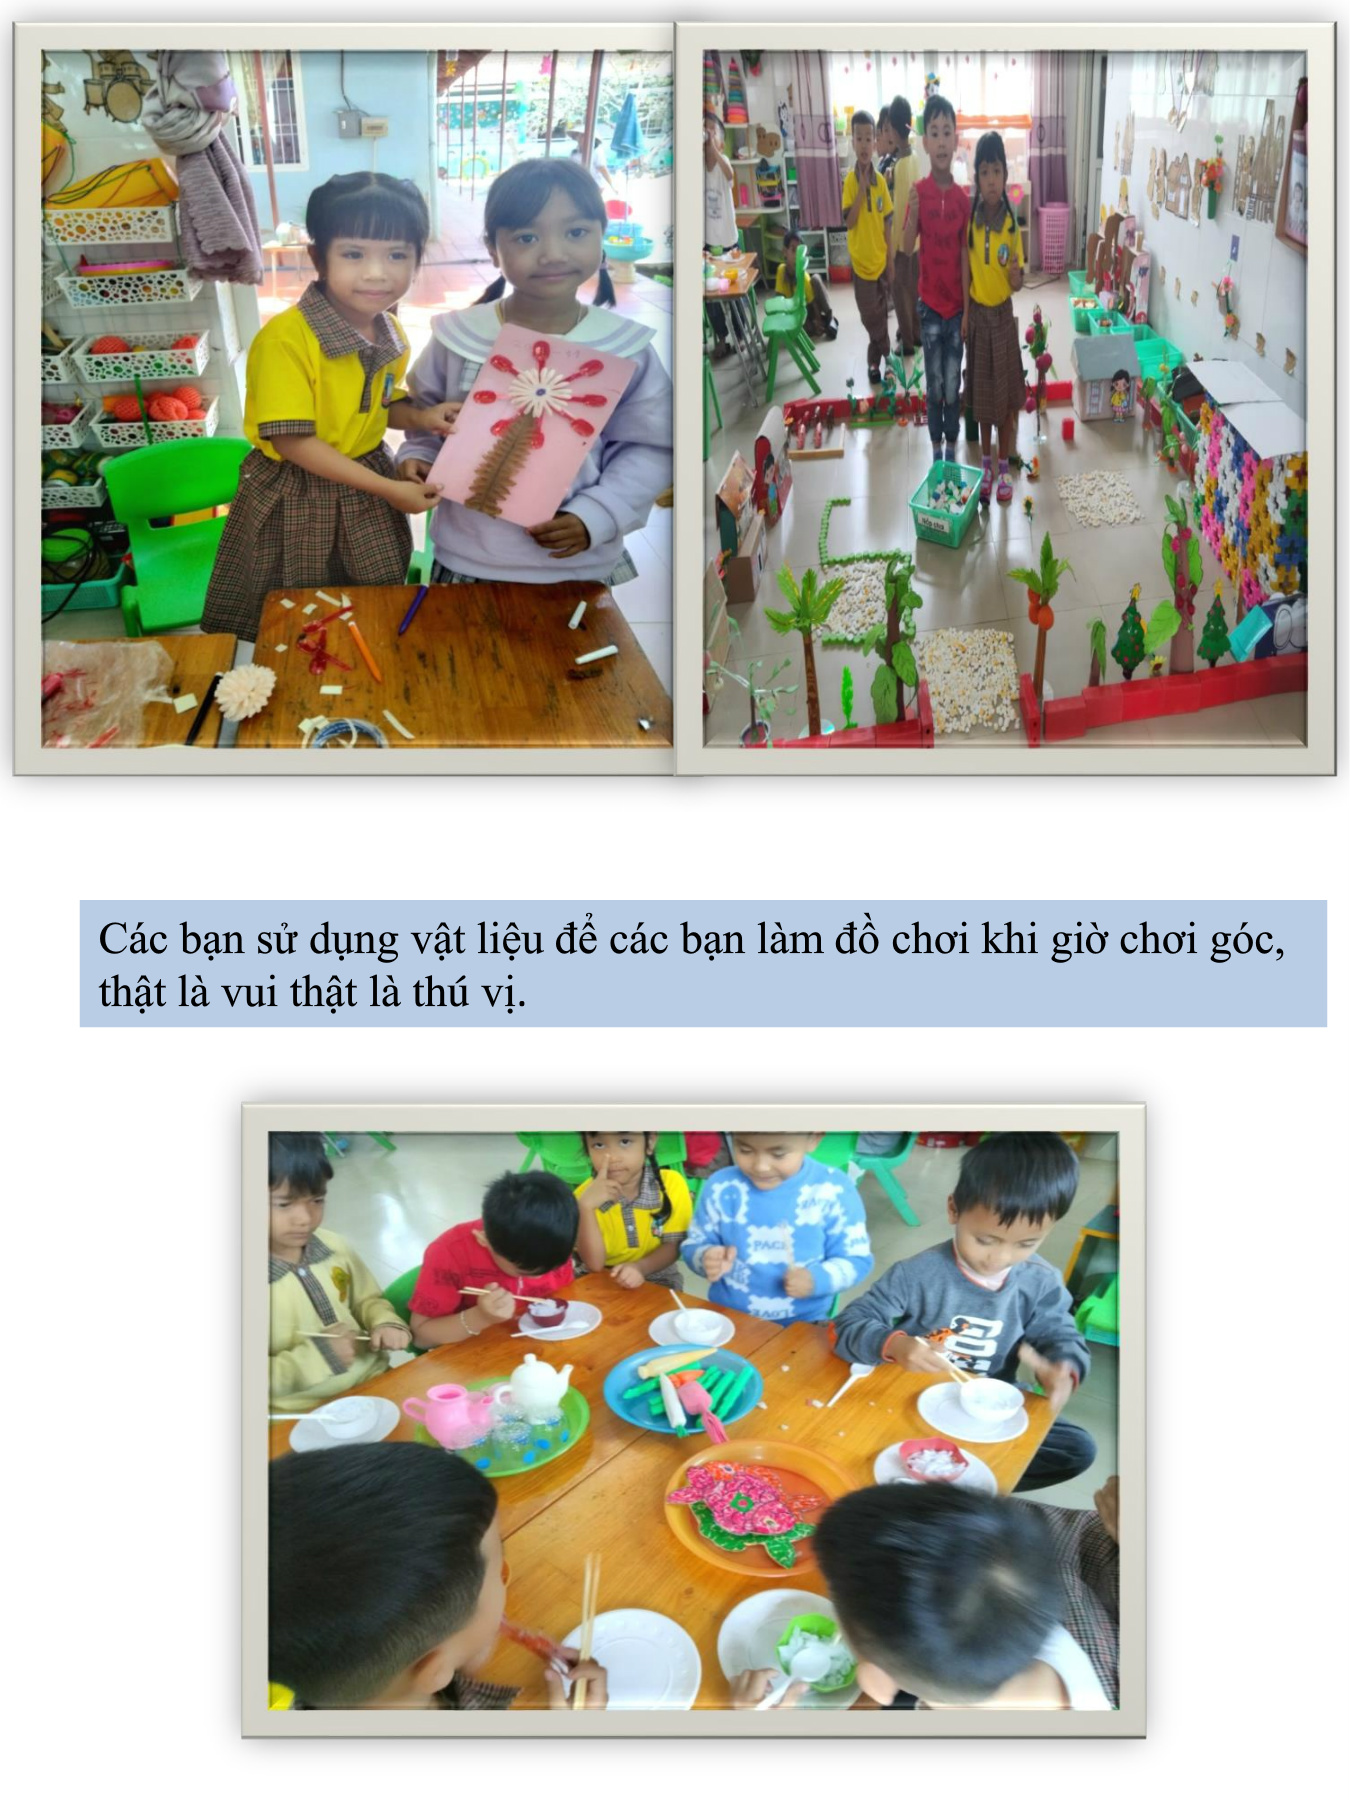 Các bạn sử dụng vật liệu để các bạn làm đồ chơi khi giờ chơi góc,
thật là vui thật là thú vị.